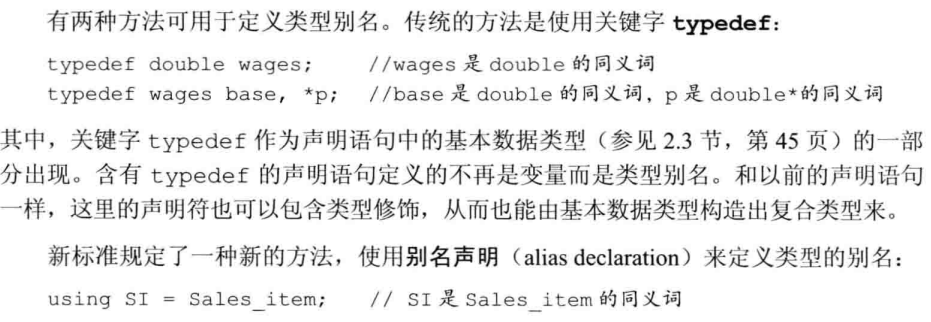 有两种方法可用于定义类型别名。传统的方法是使用关键字 typedef：
typedef double wages;    //wages 是 double 的同义词
typedef wages base, *p;  //base 是 double 的同义词，p 是 double*的同义词
其中，关键字 typedef 作为声明语句中的基本数据类型（参见 2.3 节，第 45 页）的一部
分出现。含有 typedef 的声明语句定义的不再是变量而是类型别名。和以前的声明语句
一样，这里的声明符也可以包含类型修饰，从而也能由基本数据类型构造出复合类型来。
新标准规定了一种新的方法，使用别名声明（alias declaration）来定义类型的别名：
using SI = Sales_item;   // SI 是 Sales_item 的同义词